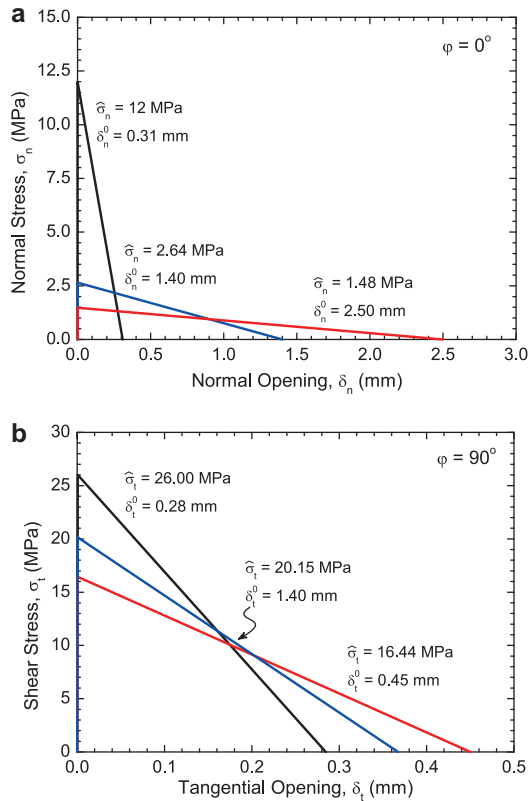 a
φ = 0°
15.0
12.5
10.0
7.5
5.0
2.5
0.0
Normal Stress, σn (MPa)
σ̂n = 12 MPa
δn⁰ = 0.31 mm
σ̂n = 2.64 MPa
δn⁰ = 1.40 mm
σ̂n = 1.48 MPa
δn⁰ = 2.50 mm
0.0 0.5 1.0 1.5 2.0 2.5 3.0
Normal Opening, δn (mm)
b
φ = 90°
30
25
20
15
10
5
0
Shear Stress, σt (MPa)
σ̂t = 26.00 MPa
δt⁰ = 0.28 mm
σ̂t = 20.15 MPa
δt⁰ = 1.40 mm
σ̂t = 16.44 MPa
δt⁰ = 0.45 mm
0.0 0.1 0.2 0.3 0.4 0.5
Tangential Opening, δt (mm)